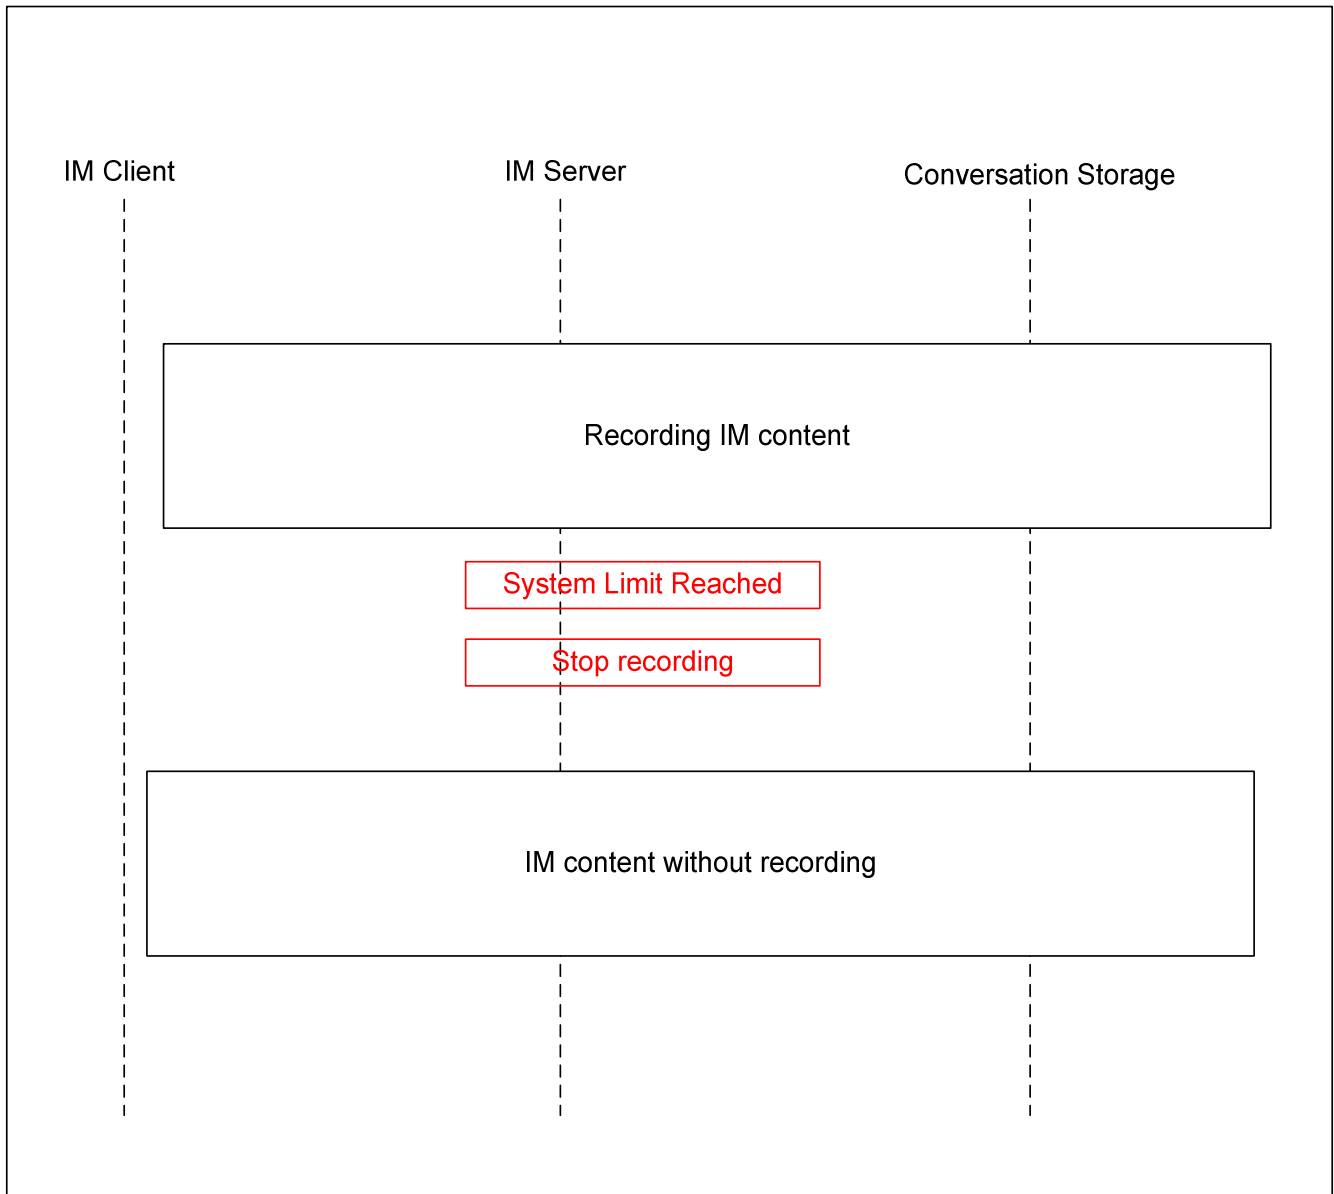 IM Client
IM Server
Conversation Storage
Recording IM content
System Limit Reached
Stop recording
IM content without recording